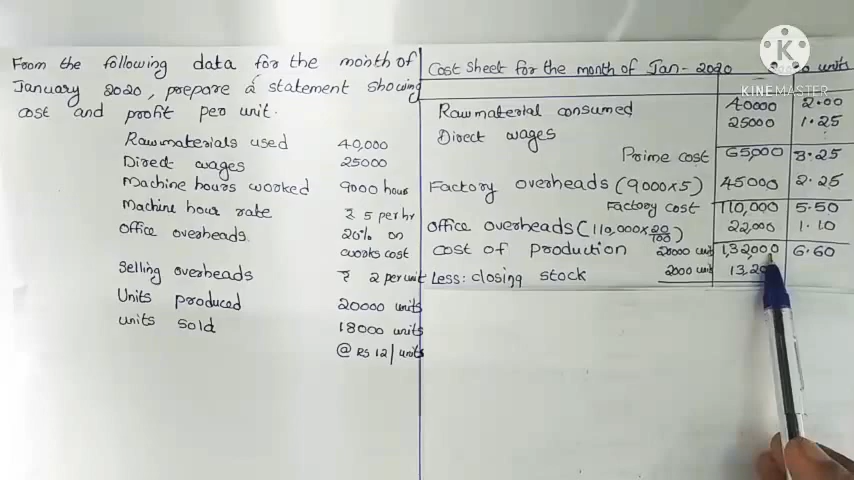 From the following data for the month of
January 2020, prepare a statement showing
cost and profit per unit.
Rawmaterials used 40,000
Direct wages 25000
Machine hours worked 9000 hours
Machine hour rate ₹ 5 per hr
Office overheads. 20% on
works cost
Selling overheads ₹ 2 per unit
Units produced 20000 units
units sold 18000 units
@ Rs 12/units
KINEMASTER
Cost Sheet for the month of Jan-2020 units
Raw material consumed 40000 2.00
Direct wages 25000 1.25
Prime cost 65,000 3.25
Factory overheads (9000x5) 45000 2.25
Factory cost 110,000 5.50
Office overheads (110,000x20/100) 22,000 1.10
Cost of production 20000 unit 1,32,000 6.60
Less: closing stock 2000 unit